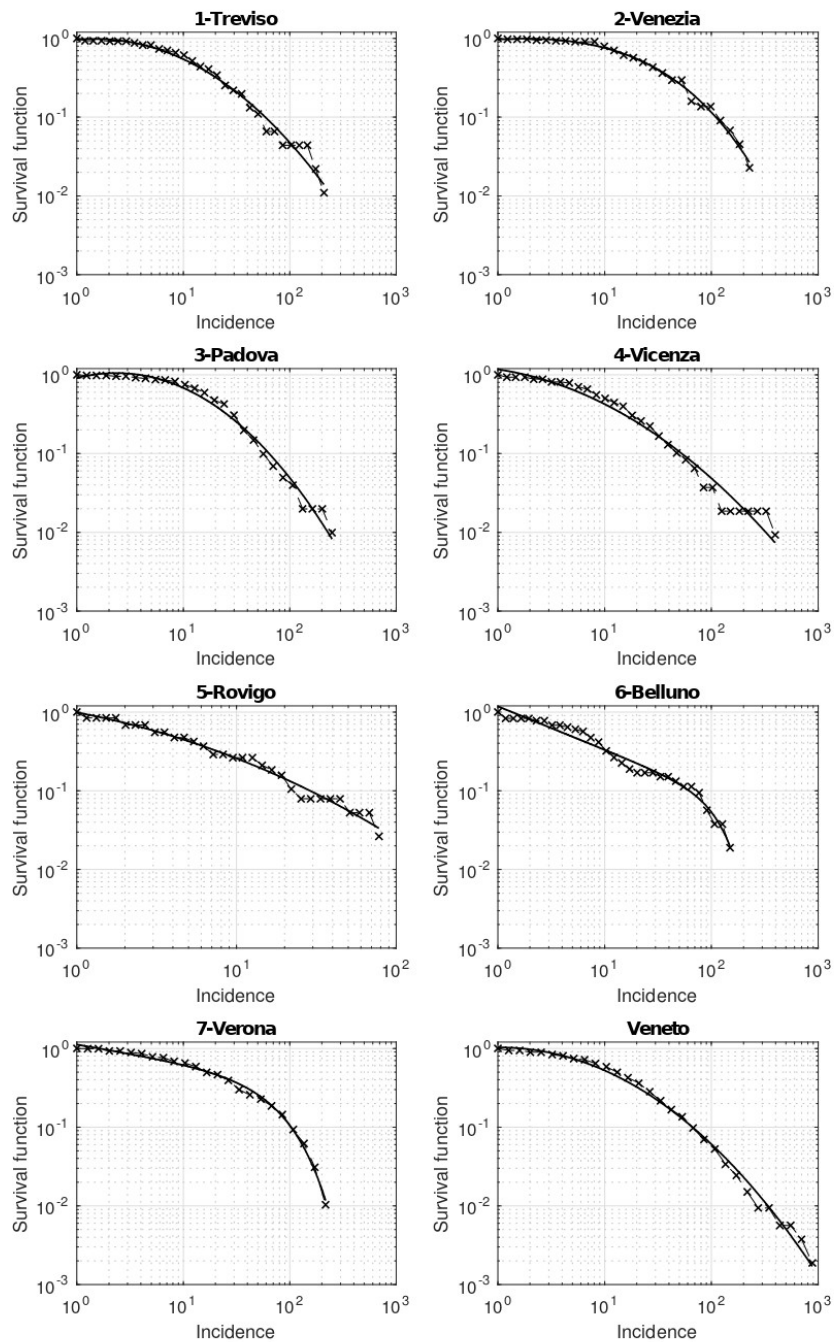 1-Treviso
10^0
10^-1
10^-2
10^-3
Survival function
10^0 10^1 10^2 10^3
Incidence
2-Venezia
10^0
10^-1
10^-2
10^-3
Survival function
10^0 10^1 10^2 10^3
Incidence
3-Padova
10^0
10^-1
10^-2
10^-3
Survival function
10^0 10^1 10^2 10^3
Incidence
4-Vicenza
10^0
10^-1
10^-2
10^-3
Survival function
10^0 10^1 10^2 10^3
Incidence
5-Rovigo
10^0
10^-1
10^-2
10^-3
Survival function
10^0 10^1 10^2
Incidence
6-Belluno
10^0
10^-1
10^-2
10^-3
Survival function
10^0 10^1 10^2 10^3
Incidence
7-Verona
10^0
10^-1
10^-2
10^-3
Survival function
10^0 10^1 10^2 10^3
Incidence
Veneto
10^0
10^-1
10^-2
10^-3
Survival function
10^0 10^1 10^2 10^3
Incidence